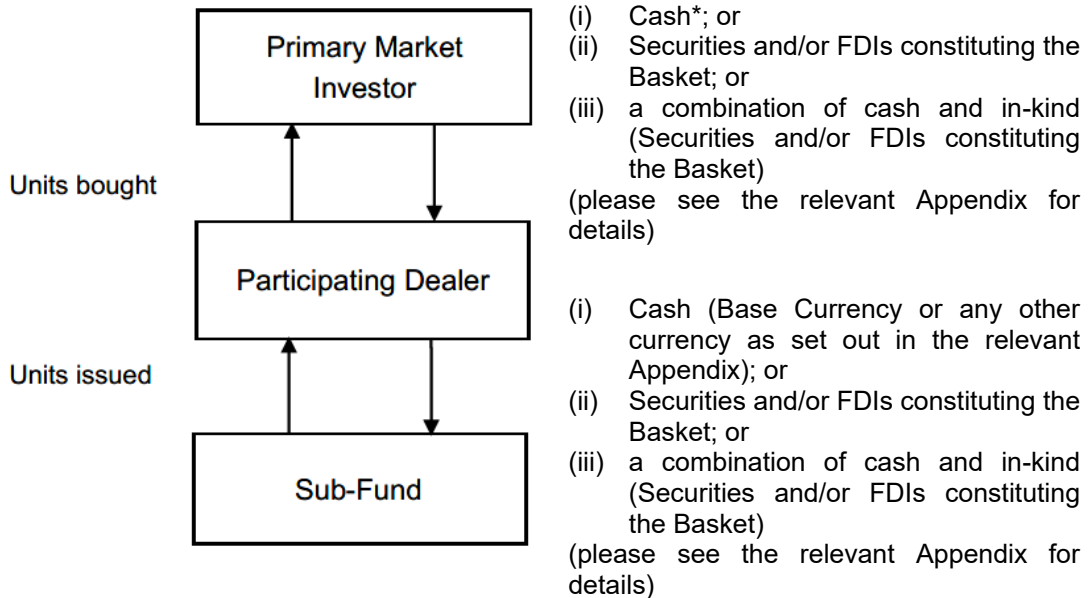 Primary Market
Investor
Units bought
Participating Dealer
Units issued
Sub-Fund
(i) Cash*; or
(ii) Securities and/or FDIs constituting the
Basket; or
(iii) a combination of cash and in-kind
(Securities and/or FDIs constituting
the Basket)
(please see the relevant Appendix for
details)
(i) Cash (Base Currency or any other
currency as set out in the relevant
Appendix); or
(ii) Securities and/or FDIs constituting the
Basket; or
(iii) a combination of cash and in-kind
(Securities and/or FDIs constituting
the Basket)
(please see the relevant Appendix for
details)